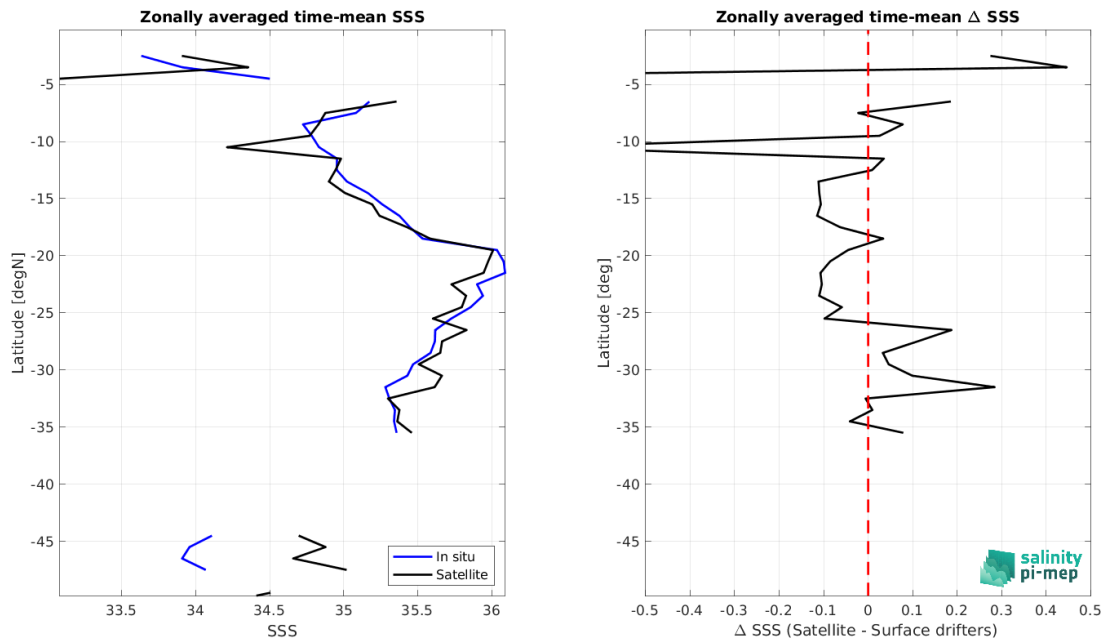 Zonally averaged time-mean SSS
Latitude [degN]
-5
-10
-15
-20
-25
-30
-35
-40
-45
33.5 34 34.5 35 35.5 36
SSS
In situ
Satellite
Zonally averaged time-mean Δ SSS
Latitude [deg]
-5
-10
-15
-20
-25
-30
-35
-40
-45
-0.5 -0.4 -0.3 -0.2 -0.1 0 0.1 0.2 0.3 0.4 0.5
Δ SSS (Satellite - Surface drifters)
salinity
pi-mep